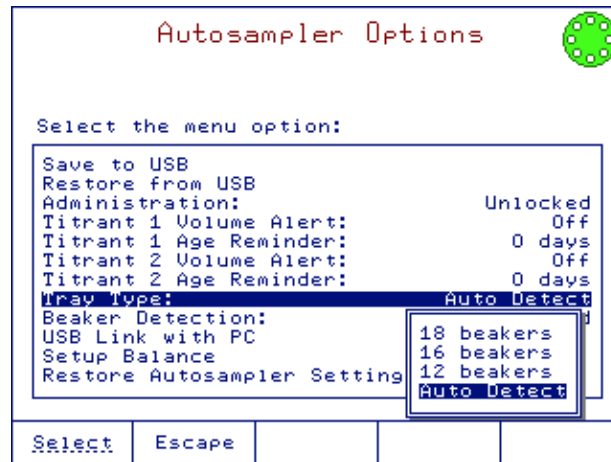 Autosampler Options
Select the menu option:
Save to USB
Restore from USB
Administration: Unlocked
Titrant 1 Volume Alert: Off
Titrant 1 Age Reminder: 0 days
Titrant 2 Volume Alert: Off
Titrant 2 Age Reminder: 0 days
Tray Type: Auto Detect
Beaker Detection:
USB Link with PC
Setup Balance
Restore Autosampler Setting
18 beakers
16 beakers
12 beakers
Auto Detect
Select Escape